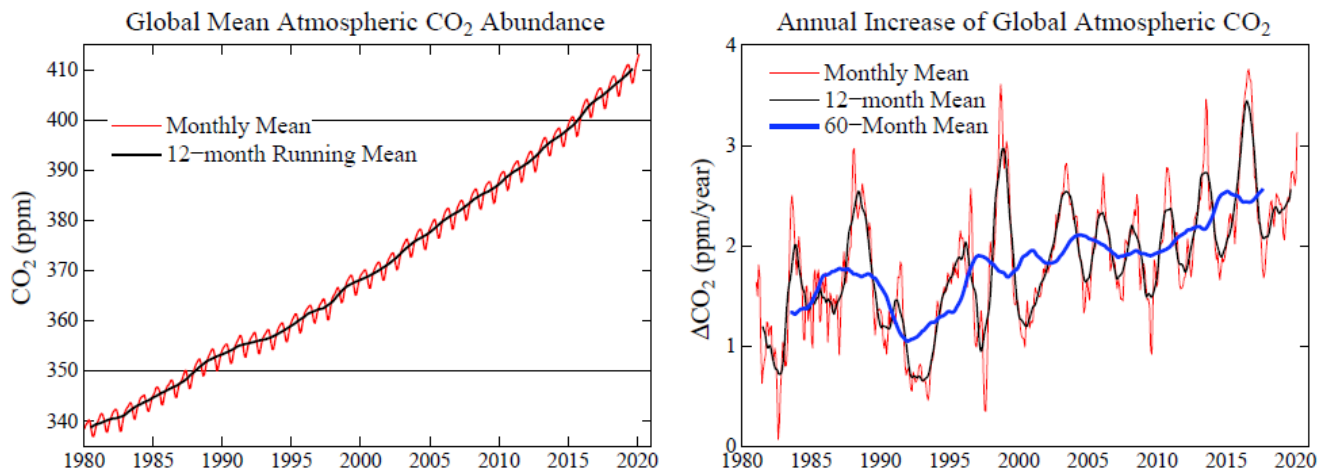 Global Mean Atmospheric CO₂ Abundance
CO₂ (ppm)
410
400
390
380
370
360
350
340
Monthly Mean
12−month Running Mean
1980 1985 1990 1995 2000 2005 2010 2015 2020
Annual Increase of Global Atmospheric CO₂
ΔCO₂ (ppm/year)
4
3
2
1
0
Monthly Mean
12−month Mean
60−Month Mean
1980 1985 1990 1995 2000 2005 2010 2015 2020